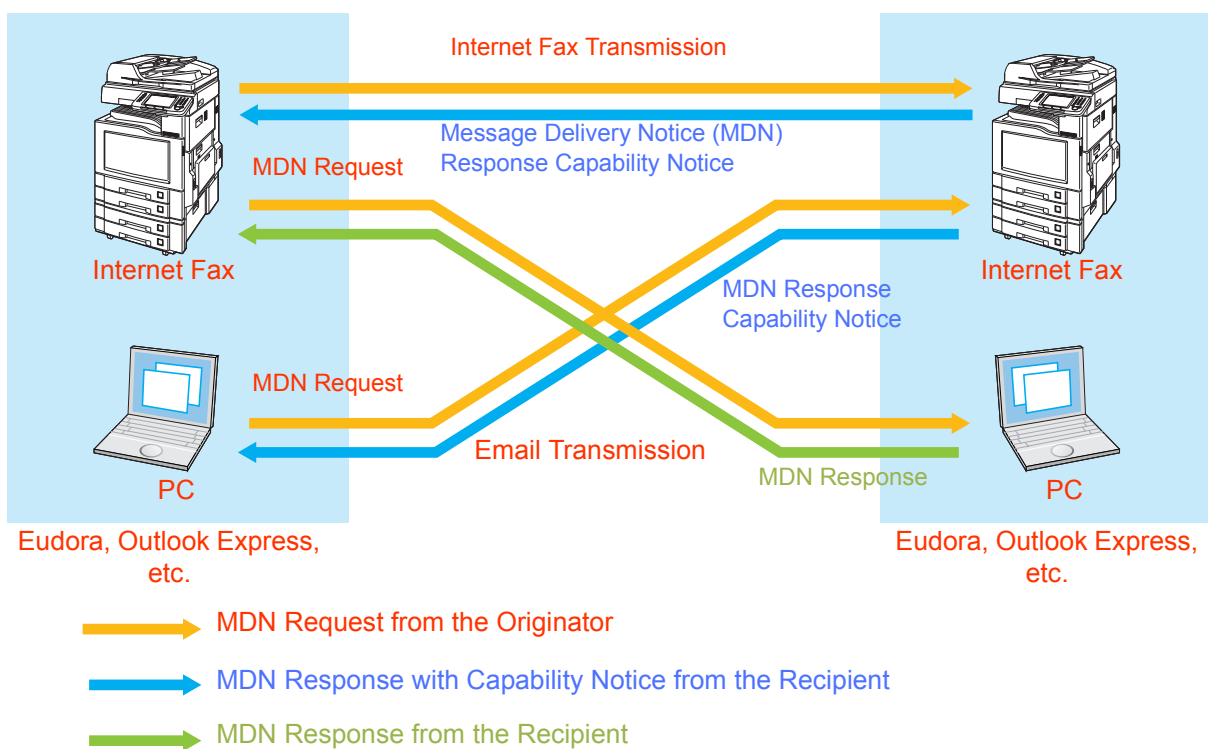 Internet Fax Transmission
Message Delivery Notice (MDN)
Response Capability Notice
MDN Request
Internet Fax
Internet Fax
MDN Response
Capability Notice
MDN Request
Email Transmission
MDN Response
PC
PC
Eudora, Outlook Express,
etc.
Eudora, Outlook Express,
etc.
MDN Request from the Originator
MDN Response with Capability Notice from the Recipient
MDN Response from the Recipient